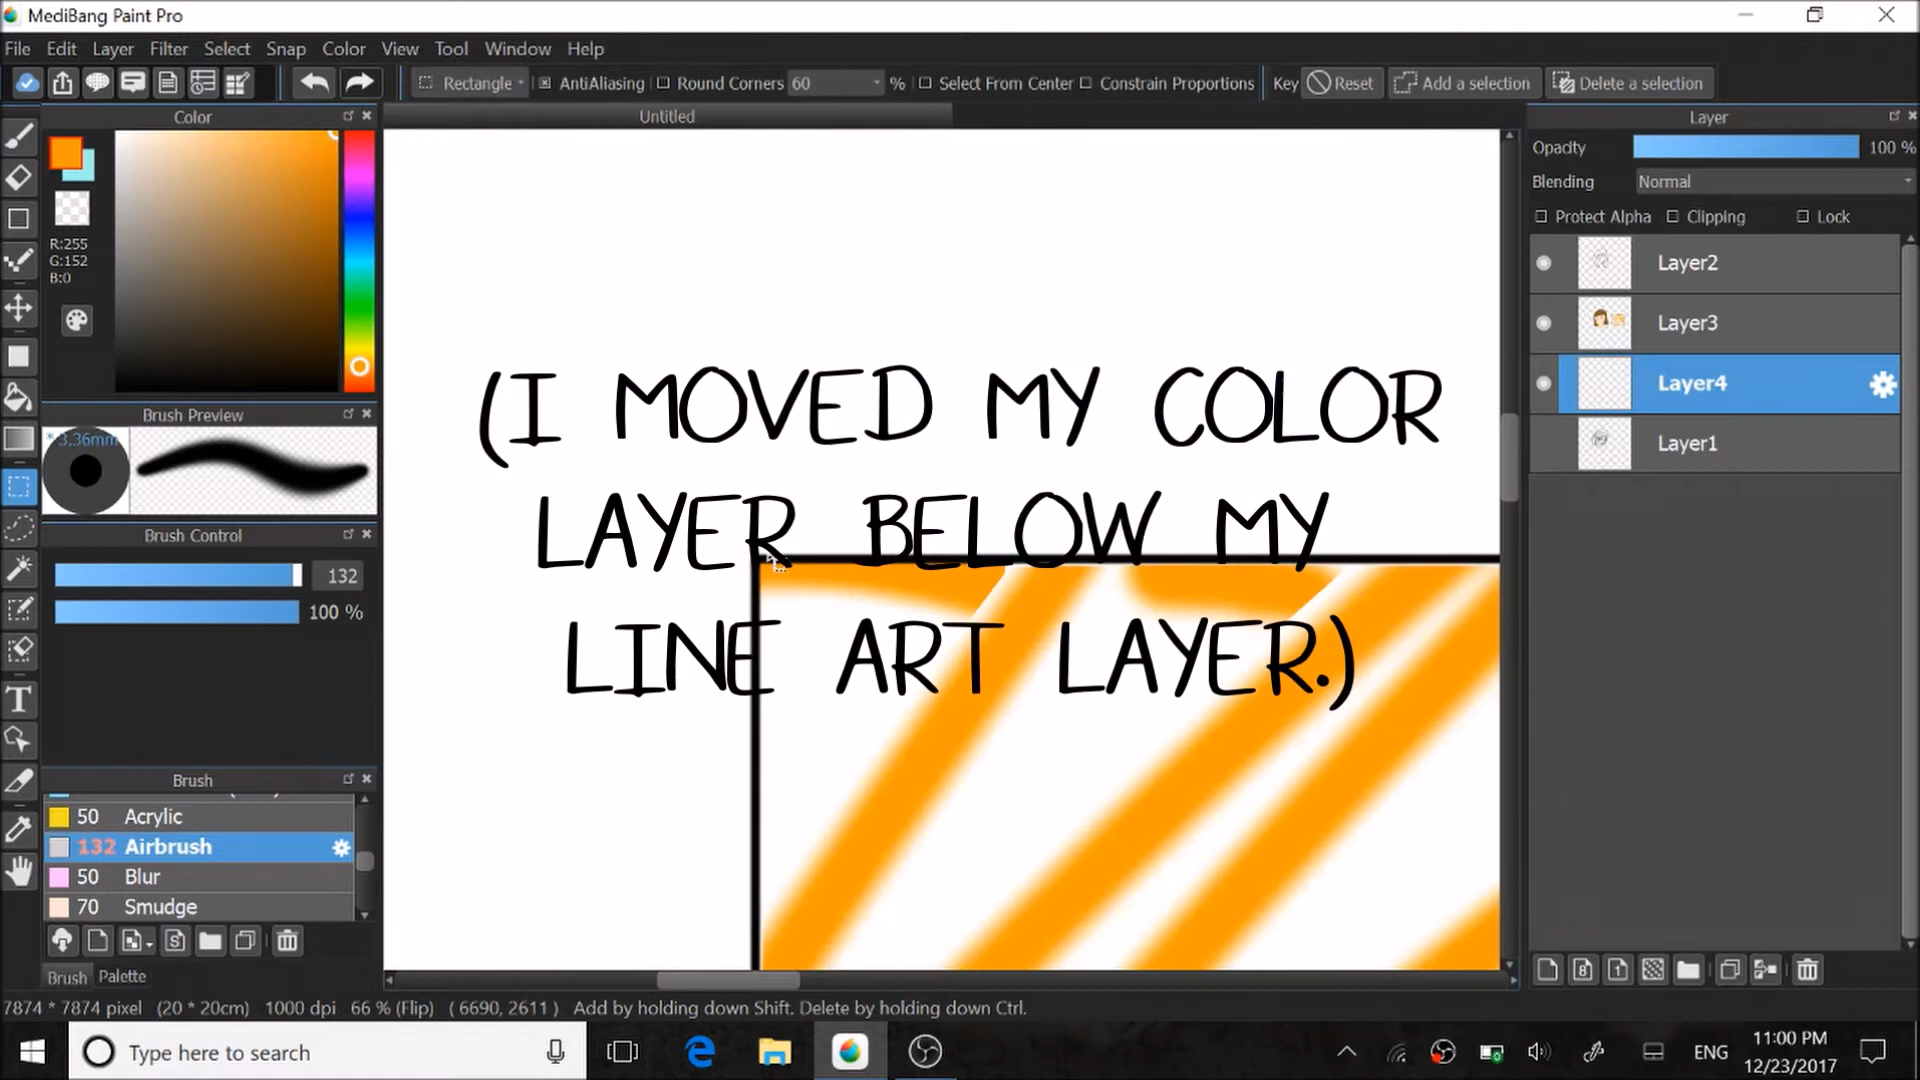 MediBang Paint Pro
File Edit Layer Filter Select Snap Color View Tool Window Help
Rectangle AntiAliasing Round Corners 60 % Select From Center Constrain Proportions Key Reset Add a selection Delete a selection
Color
Untitled
Layer
R:255
G:152
B:0
Opacity 100 %
Blending Normal
Protect Alpha Clipping Lock
Layer2
Layer3
Layer4
Layer1
(I MOVED MY COLOR
LAYER BELOW MY
LINE ART LAYER.)
Brush Preview
* 3.36mm
Brush Control
132
100 %
Brush
50 Acrylic
132 Airbrush
50 Blur
70 Smudge
Brush Palette
7874 * 7874 pixel (20 * 20cm) 1000 dpi 66 % (Flip) ( 6690, 2611 ) Add by holding down Shift. Delete by holding down Ctrl.
Type here to search
ENG
11:00 PM
12/23/2017